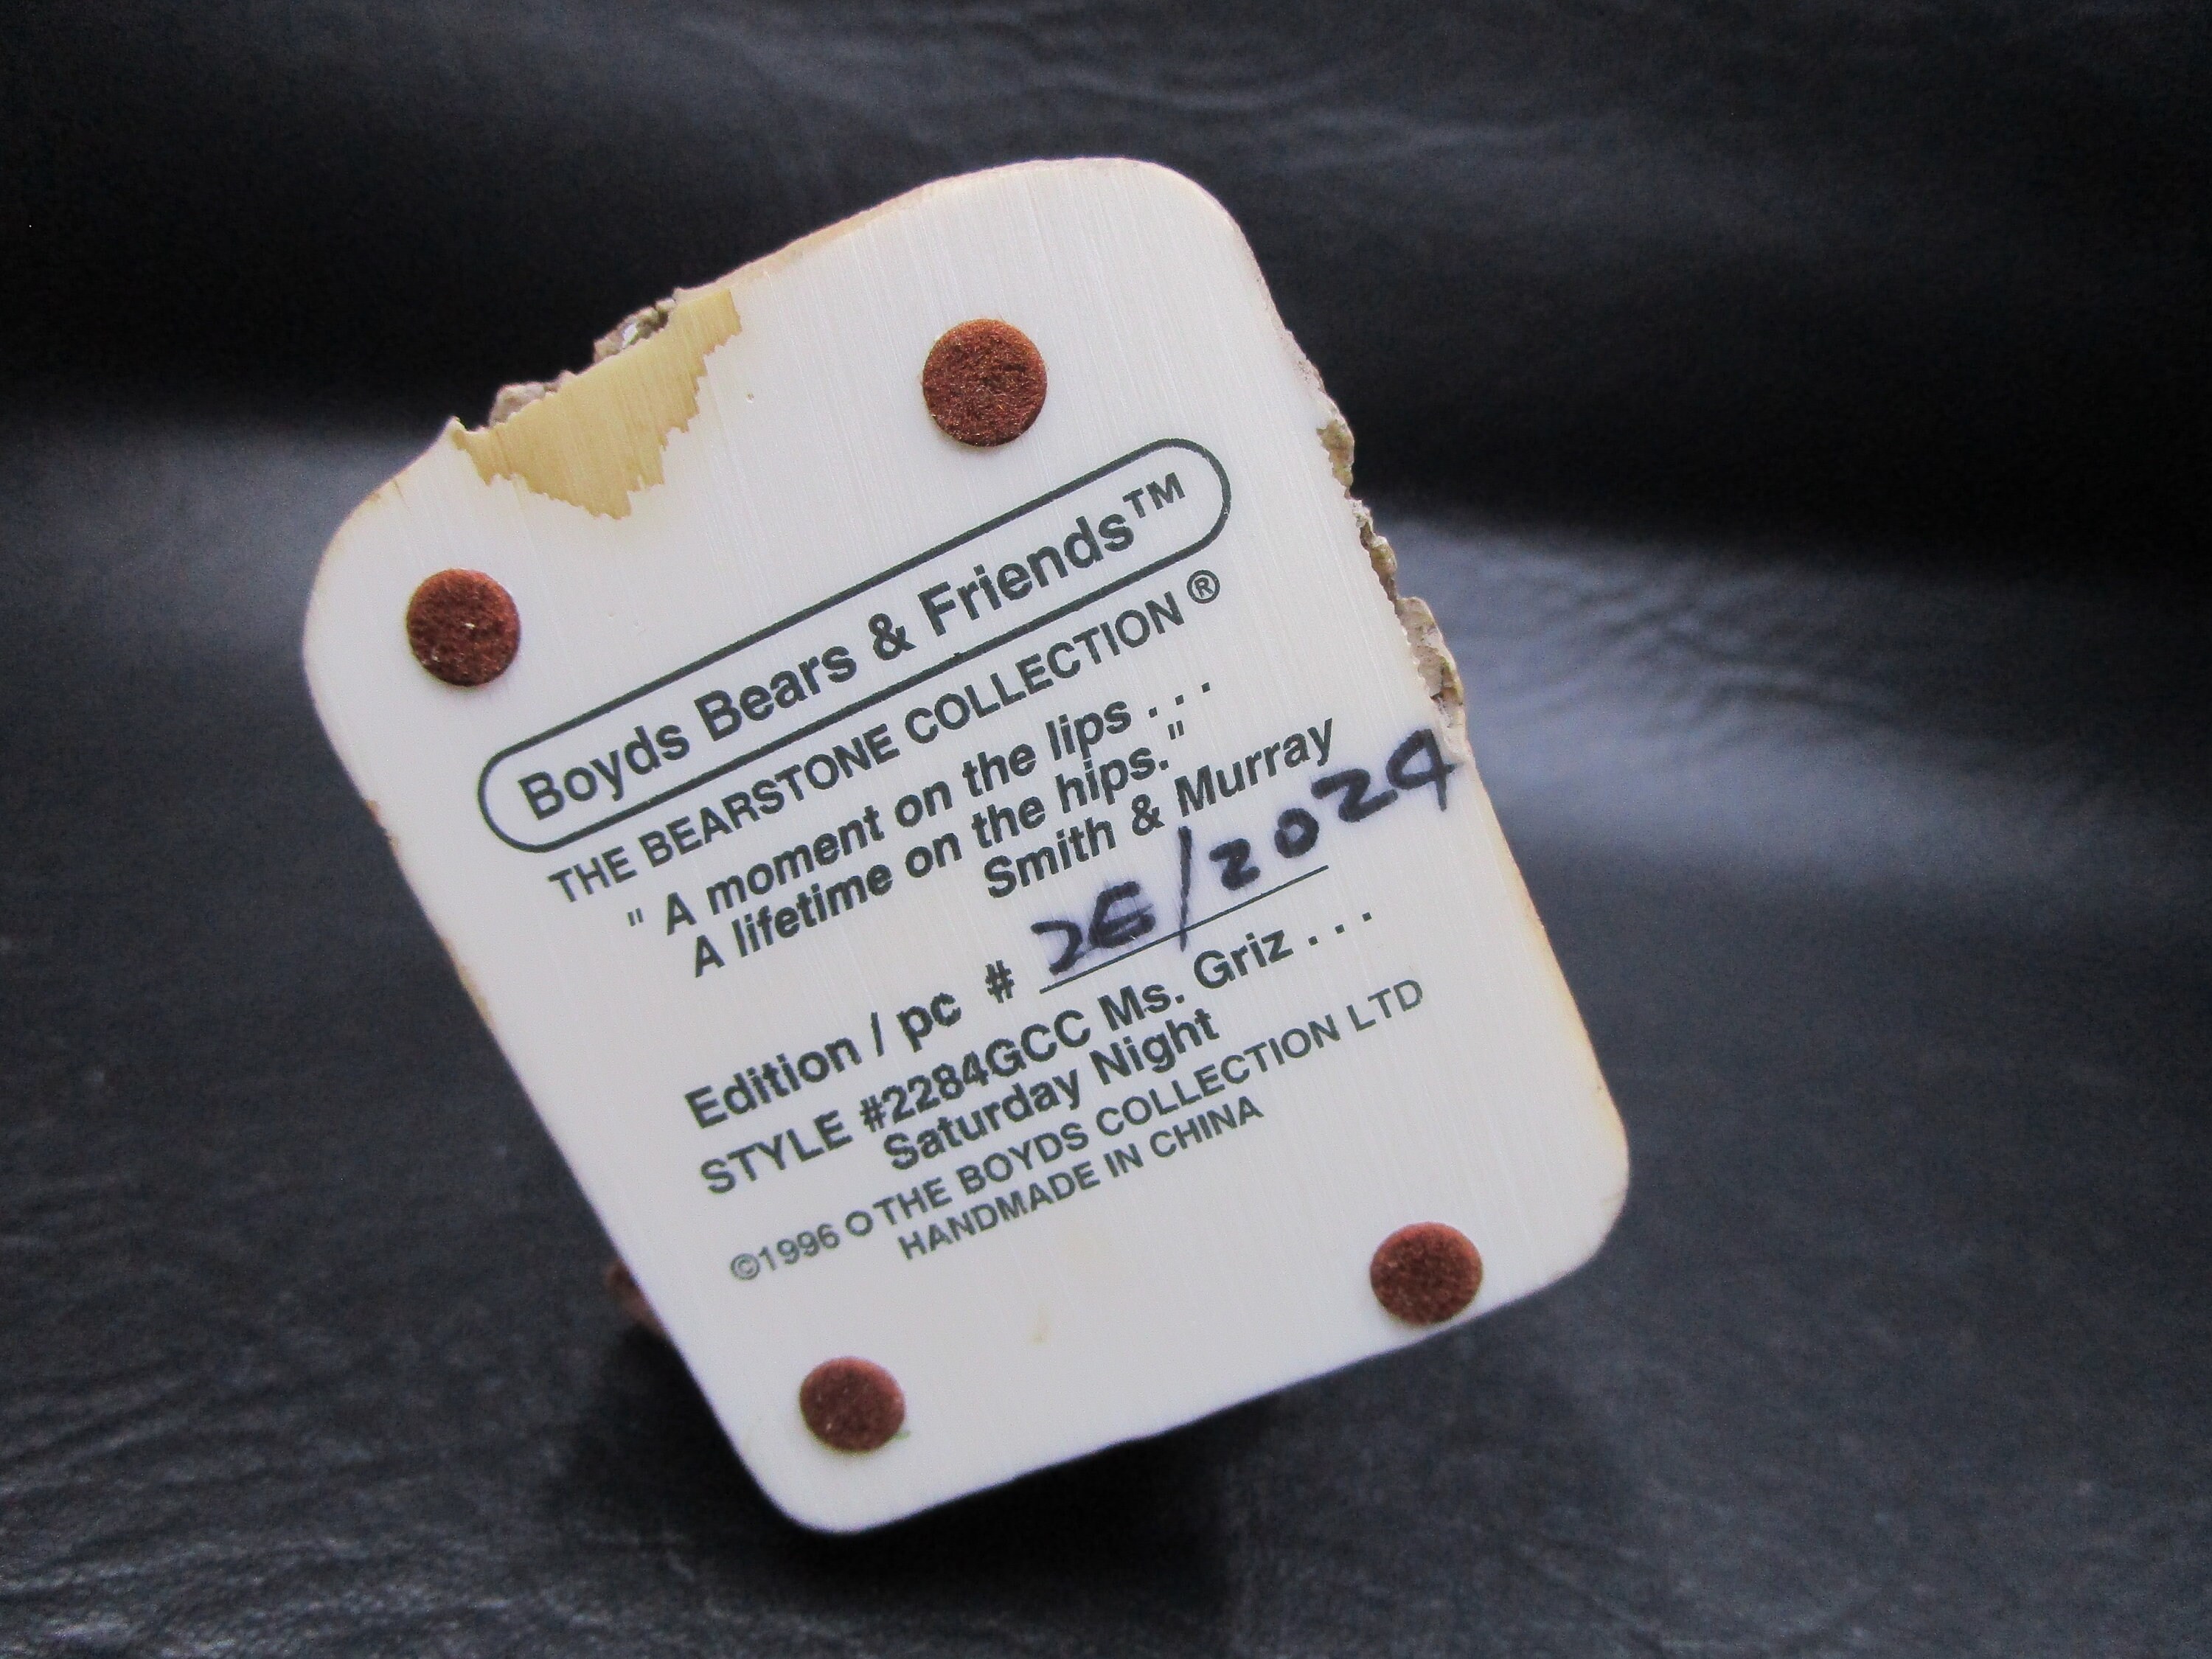 Boyds Bears & Friends™
THE BEARSTONE COLLECTION ®
" A moment on the lips . . .
A lifetime on the hips."
Smith & Murray
Edition / pc # 2E/2024
STYLE #2284GCC Ms. Griz . . .
Saturday Night
©1996 O THE BOYDS COLLECTION LTD
HANDMADE IN CHINA